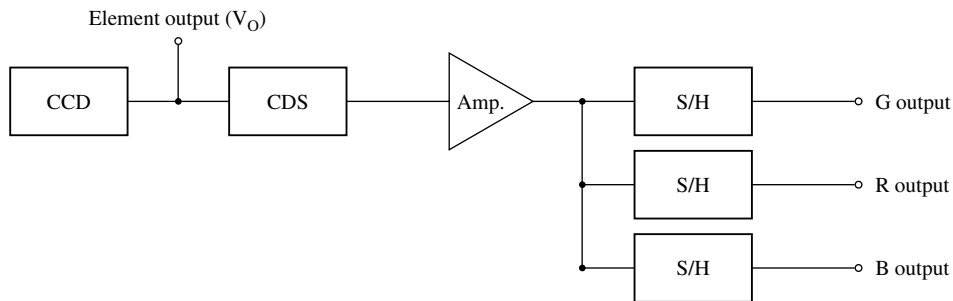 Element output (V_O)
CCD
CDS
Amp.
S/H
G output
S/H
R output
S/H
B output